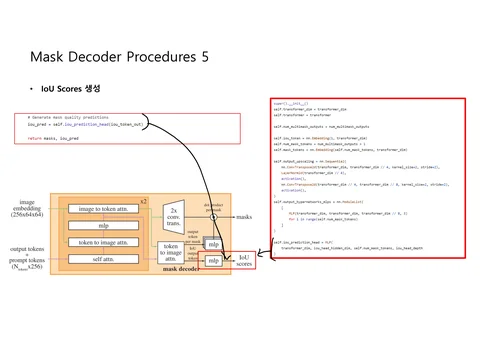 Mask Decoder Procedures 5
• IoU Scores 생성
# Generate mask quality predictions
iou_pred = self.iou_prediction_head(iou_token_out)
return masks, iou_pred
super().__init__()
self.transformer_dim = transformer_dim
self.transformer = transformer
self.num_multimask_outputs = num_multimask_outputs
self.iou_token = nn.Embedding(1, transformer_dim)
self.num_mask_tokens = num_multimask_outputs + 1
self.mask_tokens = nn.Embedding(self.num_mask_tokens, transformer_dim)
self.output_upscaling = nn.Sequential(
nn.ConvTranspose2d(transformer_dim, transformer_dim // 4, kernel_size=2, stride=2),
LayerNorm2d(transformer_dim // 4),
activation(),
nn.ConvTranspose2d(transformer_dim // 4, transformer_dim // 8, kernel_size=2, stride=2),
activation(),
)
self.output_hypernetworks_mlps = nn.ModuleList(
[
MLP(transformer_dim, transformer_dim, transformer_dim // 8, 3)
for i in range(self.num_mask_tokens)
]
)
self.iou_prediction_head = MLP(
transformer_dim, iou_head_hidden_dim, self.num_mask_tokens, iou_head_depth
)
image
embedding
(256x64x64)
output tokens
+
prompt tokens
(N x256)
x2
image to token attn.
mlp
token to image attn.
self attn.
2x
conv.
trans.
dot product
per mask
masks
output
token
per mask
mlp
token
to image
attn.
IoU
output
token
mlp
IoU
scores
mask decoder